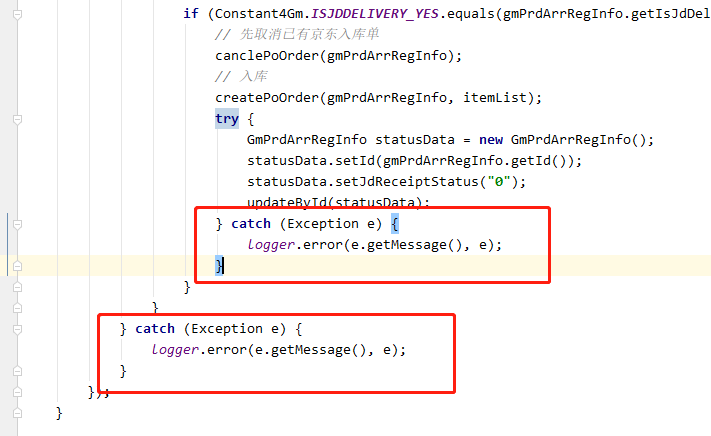 if (Constant4Gm.ISJDDELIVERY_YES.equals(gmPrdArrRegInfo.getIsJdDel
// 先取消已有京东入库单
canclePoOrder(gmPrdArrRegInfo);
// 入库
createPoOrder(gmPrdArrRegInfo, itemList);
try {
GmPrdArrRegInfo statusData = new GmPrdArrRegInfo();
statusData.setId(gmPrdArrRegInfo.getId());
statusData.setJdReceiptStatus("0");
updateById(statusData);
} catch (Exception e) {
logger.error(e.getMessage(), e);
}
}
}
} catch (Exception e) {
logger.error(e.getMessage(), e);
}
});
}